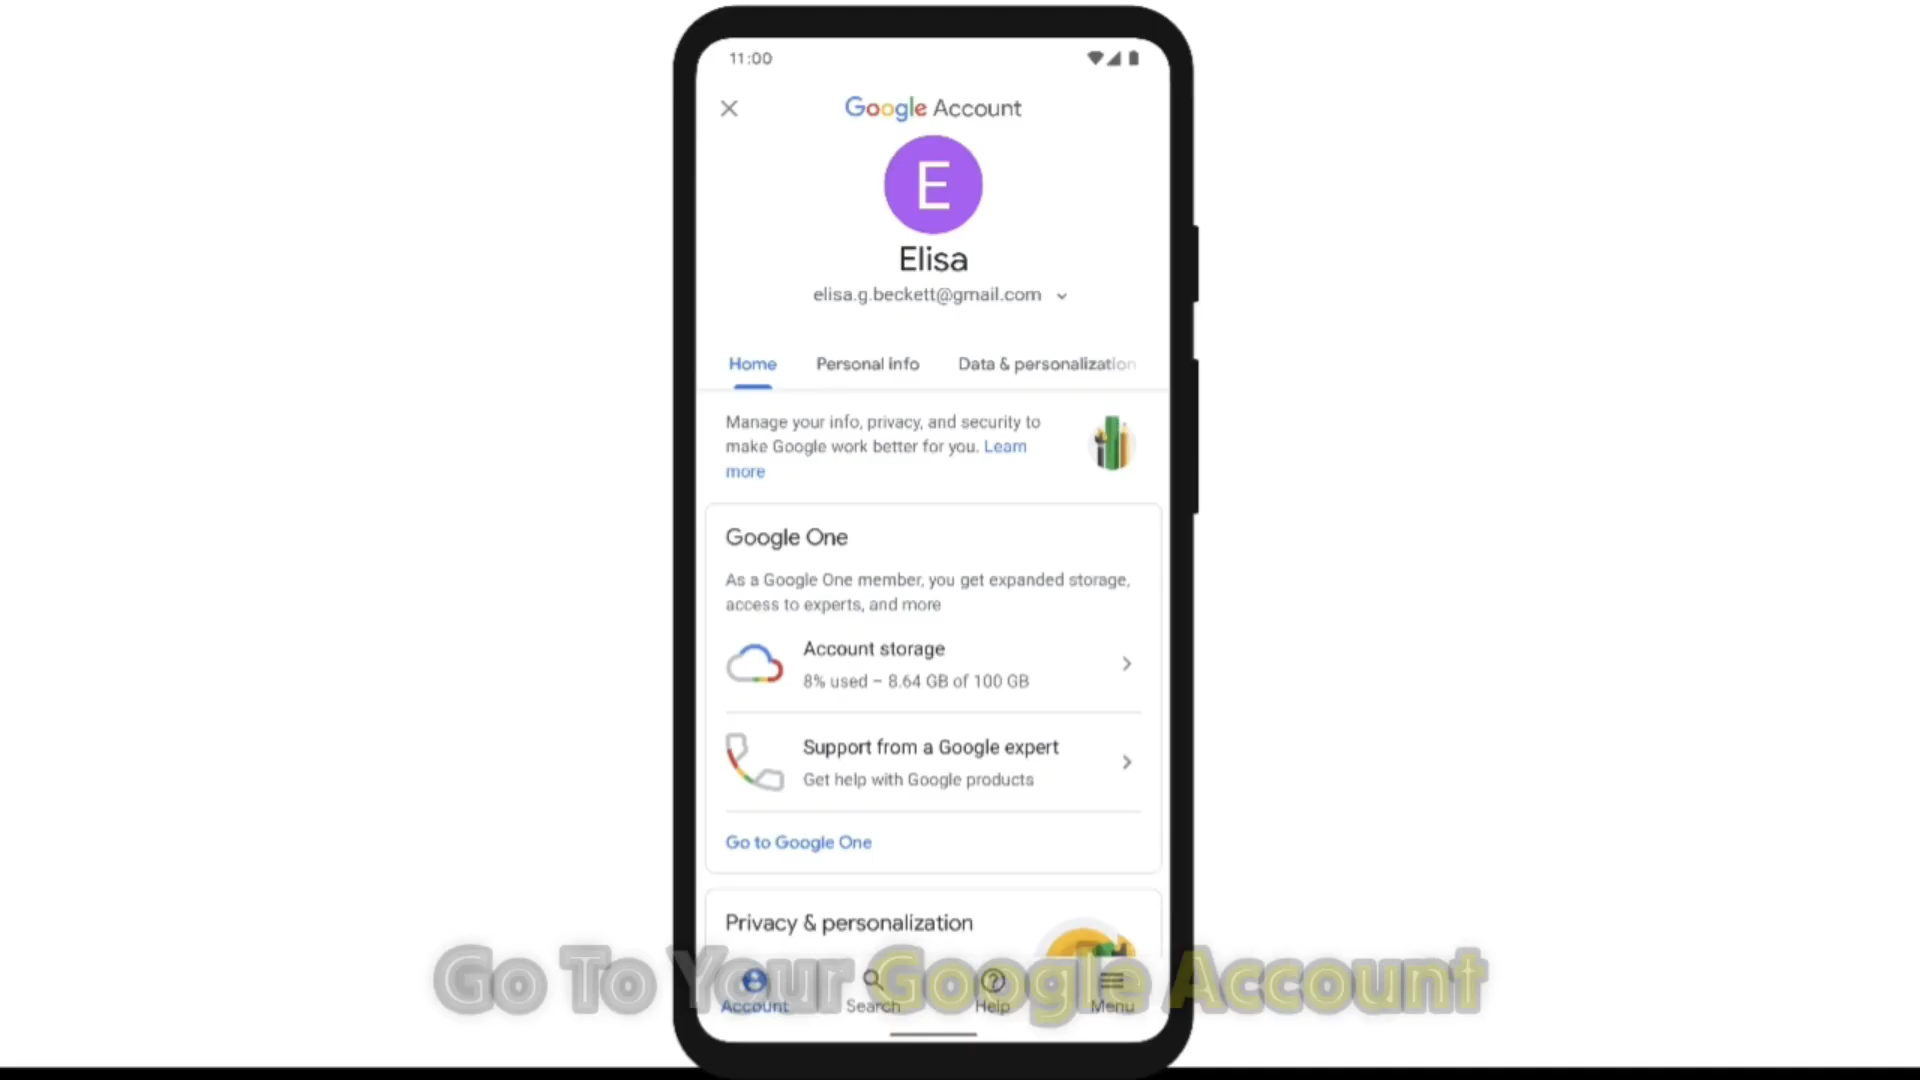 11:00
Google Account
E
Elisa
elisa.g.beckett@gmail.com
Home Personal info Data & personalization
Manage your info, privacy, and security to
make Google work better for you. Learn
more
Google One
As a Google One member, you get expanded storage,
access to experts, and more
Account storage
8% used – 8.64 GB of 100 GB
Support from a Google expert
Get help with Google products
Go to Google One
Privacy & personalization
Go To Your Google Account
Account Search Help Menu